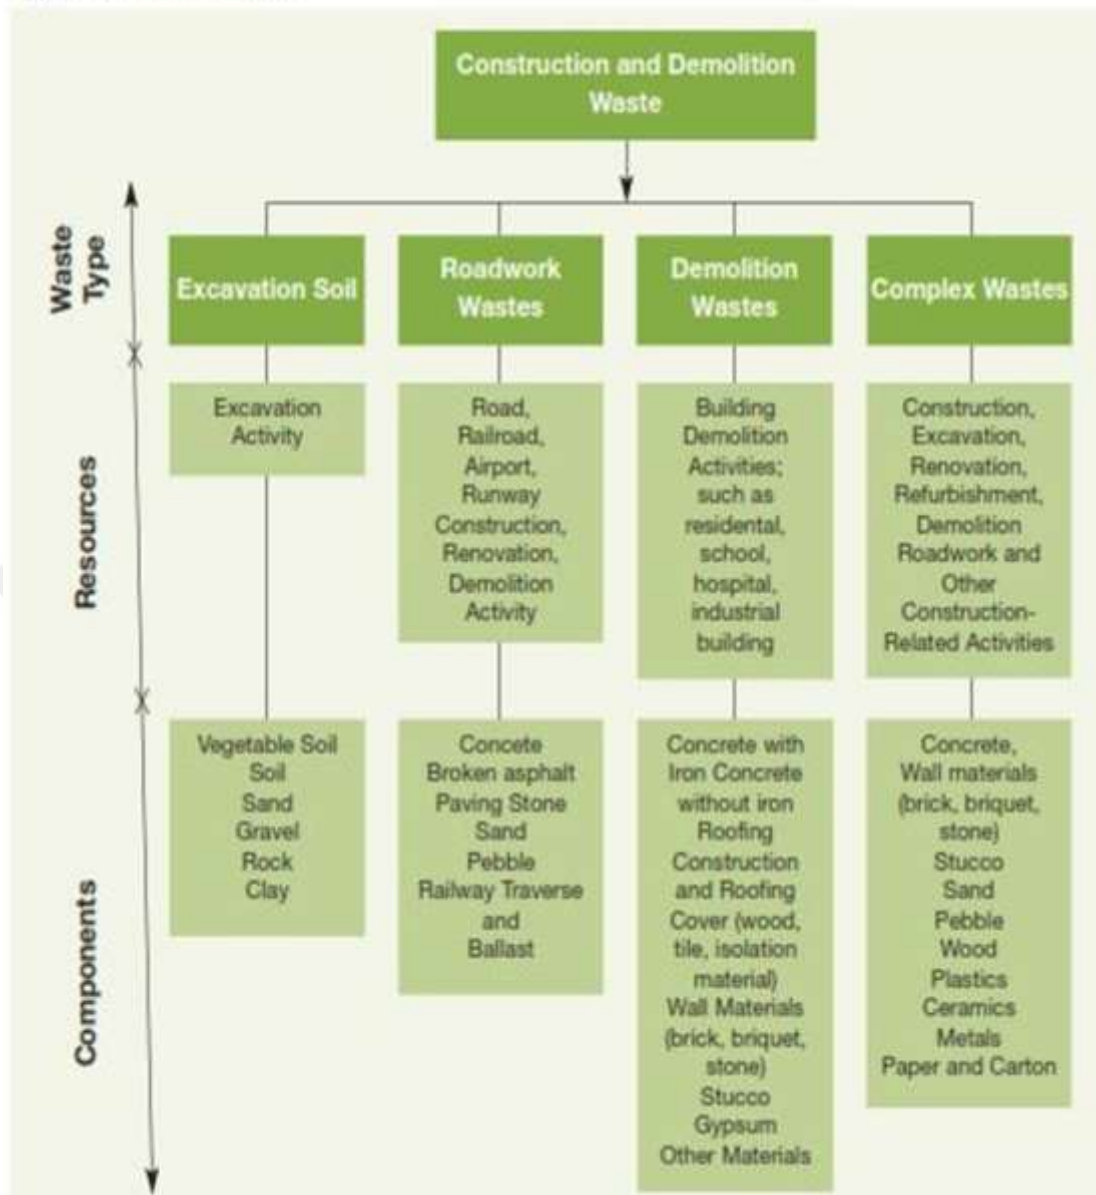 Construction and Demolition
Waste
Waste
Type
Excavation Soil
Roadwork
Wastes
Demolition
Wastes
Complex Wastes
Resources
Excavation
Activity
Road,
Railroad,
Airport,
Runway
Construction,
Renovation,
Demolition
Activity
Building
Demolition
Activities;
such as
residental,
school,
hospital,
industrial
building
Construction,
Excavation,
Renovation,
Refurbishment,
Demolition
Roadwork and
Other
Construction-
Related Activities
Components
Vegetable Soil
Soil
Sand
Gravel
Rock
Clay
Concete
Broken asphalt
Paving Stone
Sand
Pebble
Railway Traverse
and
Ballast
Concrete with
Iron Concrete
without iron
Roofing
Construction
and Roofing
Cover (wood,
tile, isolation
material)
Wall Materials
(brick, briquet,
stone)
Stucco
Gypsum
Other Materials
Concrete,
Wall materials
(brick, briquet,
stone)
Stucco
Sand
Pebble
Wood
Plastics
Ceramics
Metals
Paper and Carton